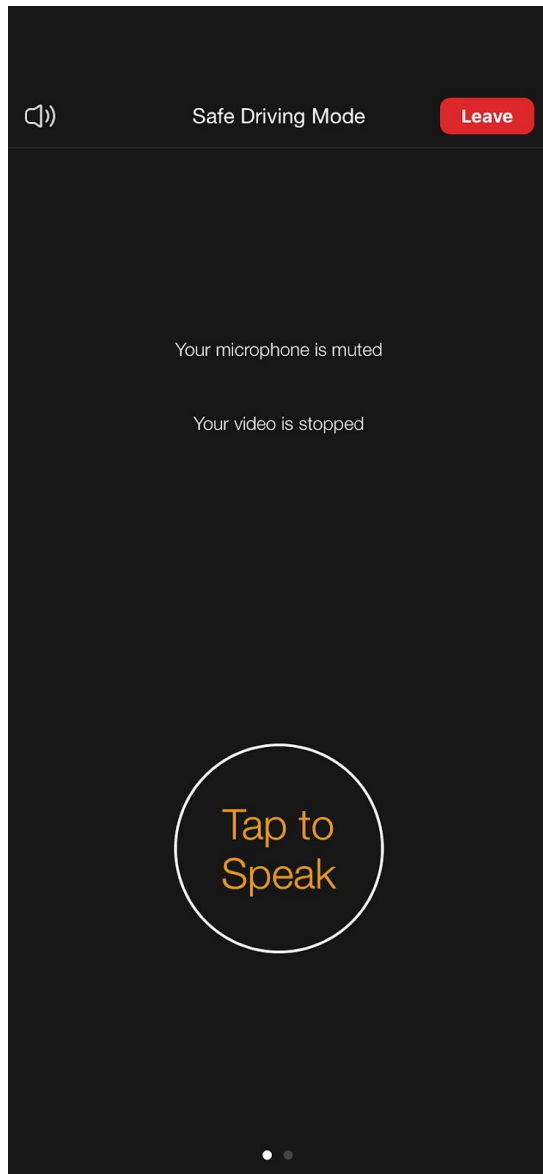 Safe Driving Mode
Leave
Your microphone is muted
Your video is stopped
Tap to
Speak